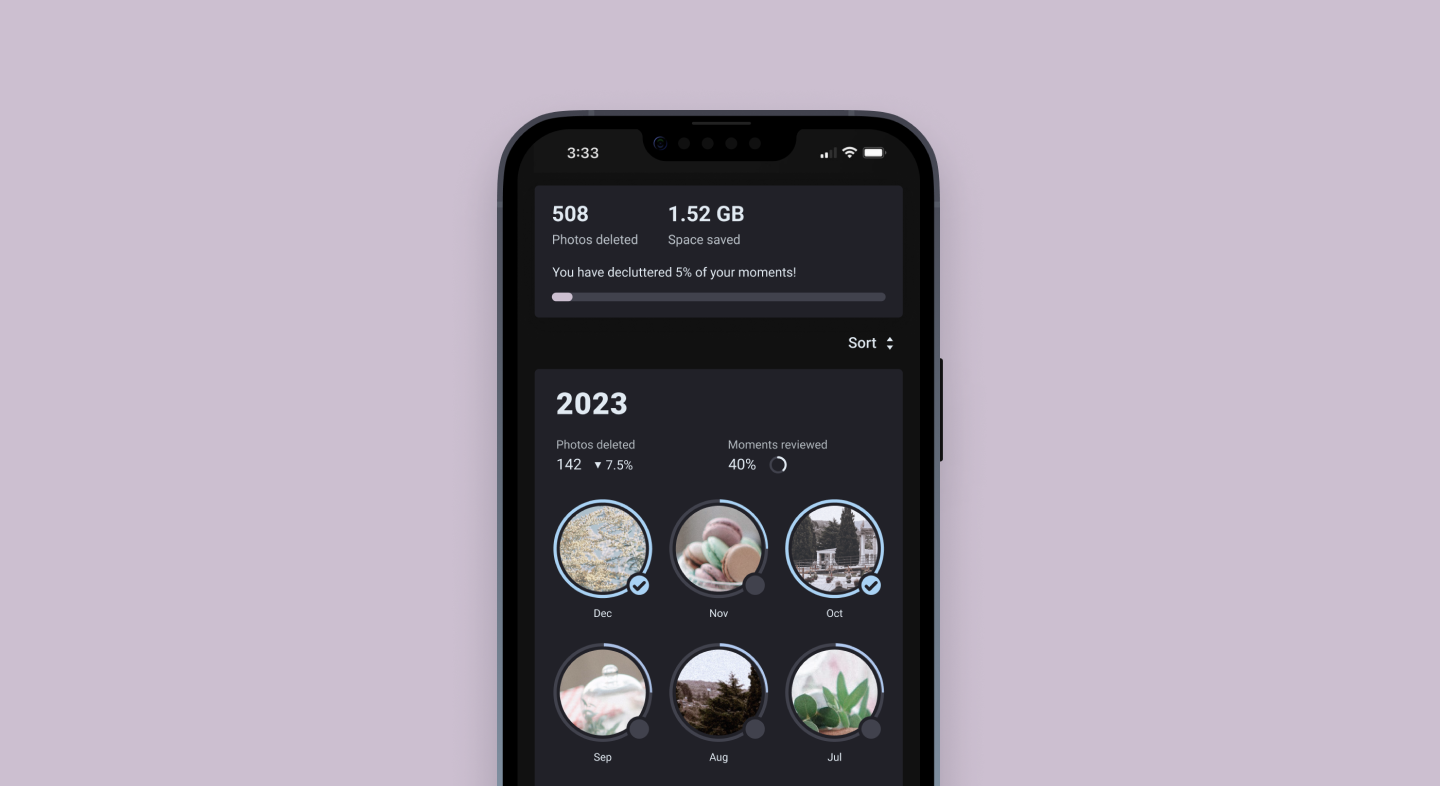 3:33
508 1.52 GB
Photos deleted Space saved
You have decluttered 5% of your moments!
Sort
2023
Photos deleted Moments reviewed
142 ▼ 7.5% 40%
Dec Nov Oct
Sep Aug Jul